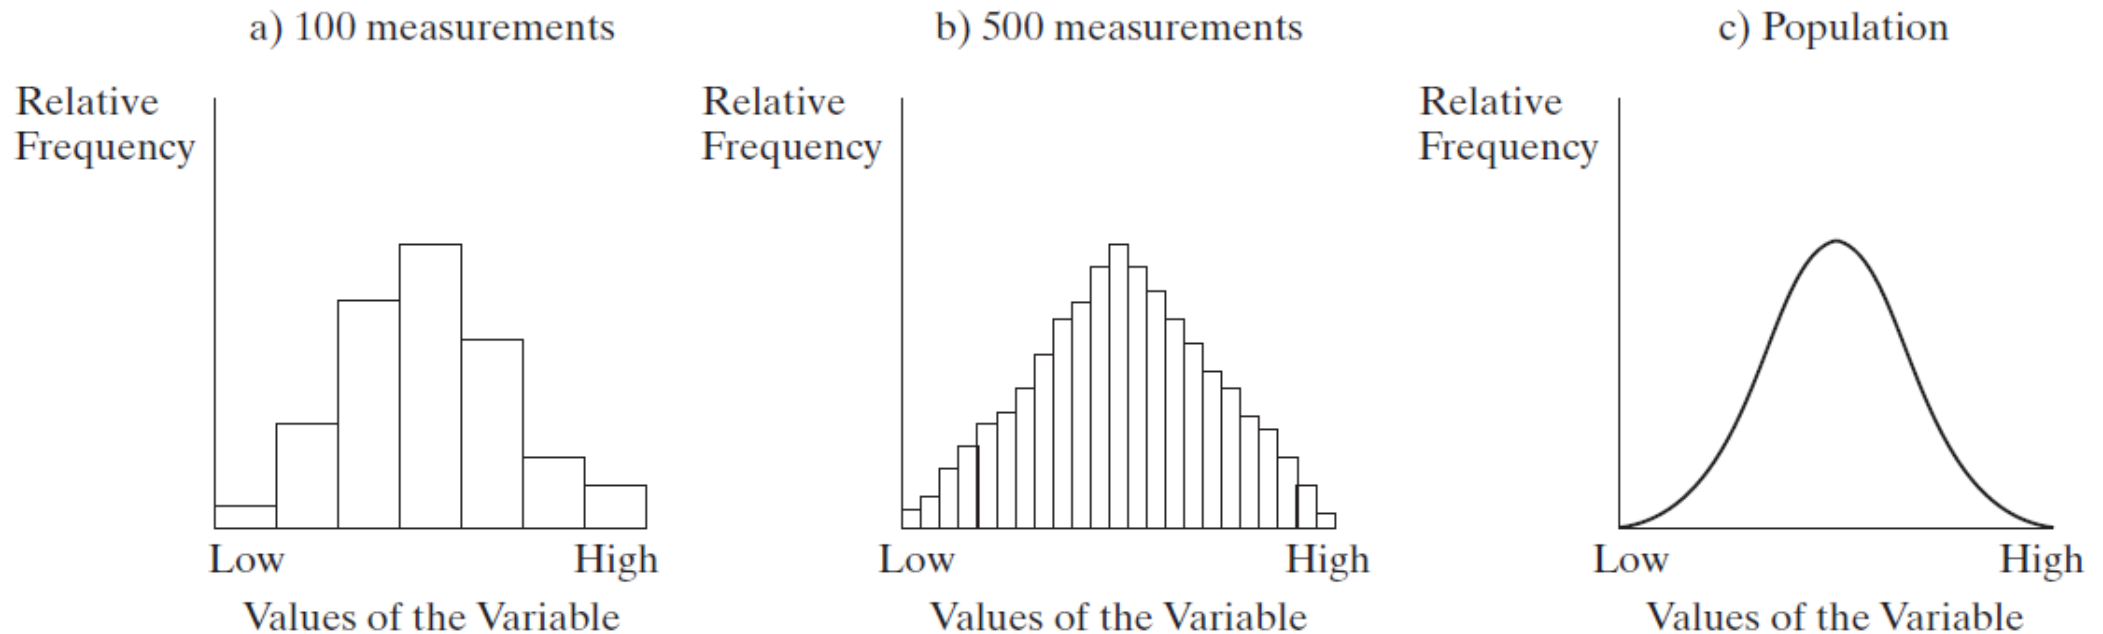 a) 100 measurements
Relative
Frequency
Low
High
Values of the Variable
b) 500 measurements
Relative
Frequency
Low
High
Values of the Variable
c) Population
Relative
Frequency
Low
High
Values of the Variable